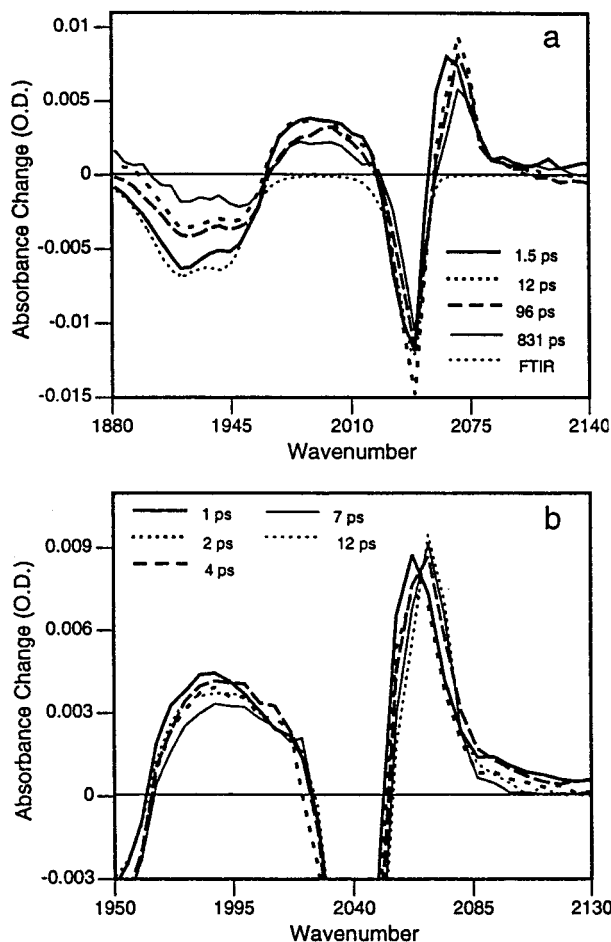 a
0.01
0.005
0
-0.005
-0.01
-0.015
Absorbance Change (O.D.)
1.5 ps
12 ps
96 ps
831 ps
FTIR
1880 1945 2010 2075 2140
Wavenumber
b
1 ps 7 ps
2 ps 12 ps
4 ps
0.009
0.006
0.003
0
-0.003
Absorbance Change (O.D.)
1950 1995 2040 2085 2130
Wavenumber